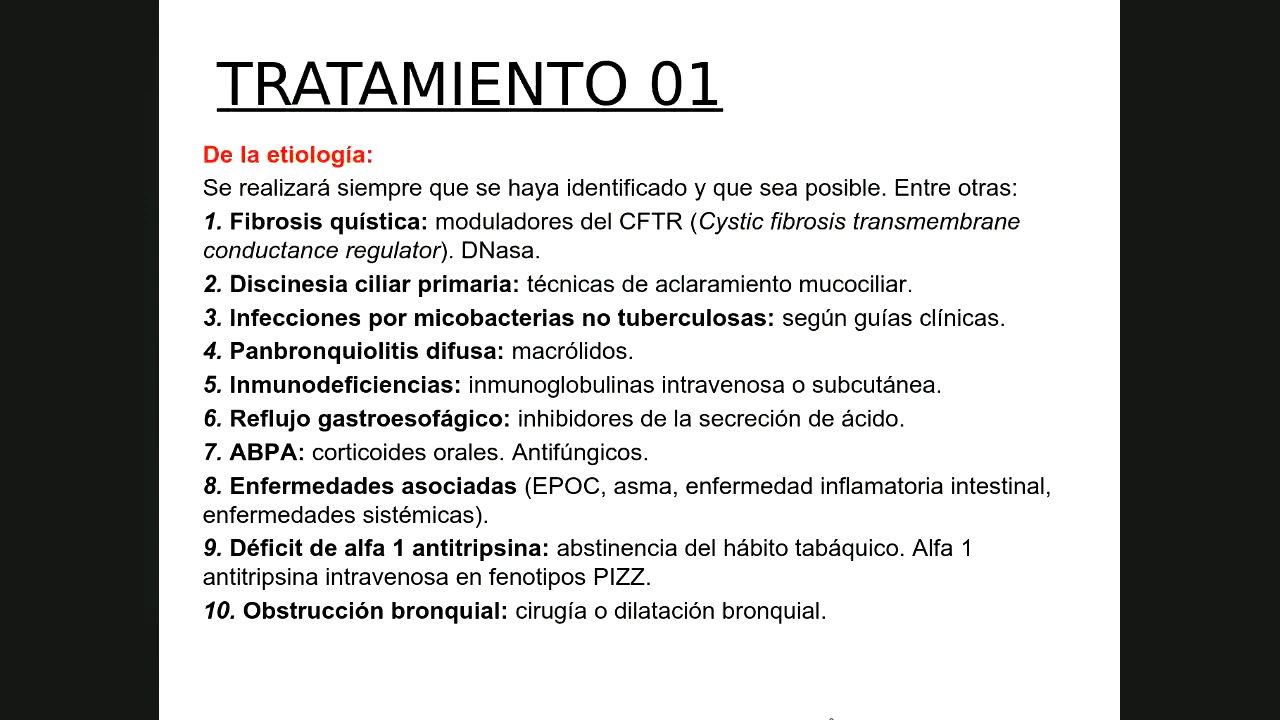 TRATAMIENTO 01
De la etiología:
Se realizará siempre que se haya identificado y que sea posible. Entre otras:
1. Fibrosis quística: moduladores del CFTR (Cystic fibrosis transmembrane
conductance regulator). DNasa.
2. Discinesia ciliar primaria: técnicas de aclaramiento mucociliar.
3. Infecciones por micobacterias no tuberculosas: según guías clínicas.
4. Panbronquiolitis difusa: macrólidos.
5. Inmunodeficiencias: inmunoglobulinas intravenosa o subcutánea.
6. Reflujo gastroesofágico: inhibidores de la secreción de ácido.
7. ABPA: corticoides orales. Antifúngicos.
8. Enfermedades asociadas (EPOC, asma, enfermedad inflamatoria intestinal,
enfermedades sistémicas).
9. Déficit de alfa 1 antitripsina: abstinencia del hábito tabáquico. Alfa 1
antitripsina intravenosa en fenotipos PIZZ.
10. Obstrucción bronquial: cirugía o dilatación bronquial.